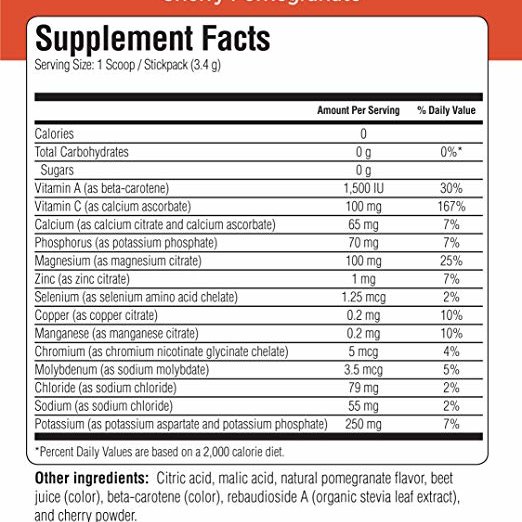 Cherry Pomegranate
Supplement Facts
Serving Size: 1 Scoop / Stickpack (3.4 g)
Amount Per Serving % Daily Value
Calories 0
Total Carbohydrates 0 g 0%*
Sugars 0 g
Vitamin A (as beta-carotene) 1,500 IU 30%
Vitamin C (as calcium ascorbate) 100 mg 167%
Calcium (as calcium citrate and calcium ascorbate) 65 mg 7%
Phosphorus (as potassium phosphate) 70 mg 7%
Magnesium (as magnesium citrate) 100 mg 25%
Zinc (as zinc citrate) 1 mg 7%
Selenium (as selenium amino acid chelate) 1.25 mcg 2%
Copper (as copper citrate) 0.2 mg 10%
Manganese (as manganese citrate) 0.2 mg 10%
Chromium (as chromium nicotinate glycinate chelate) 5 mcg 4%
Molybdenum (as sodium molybdate) 3.5 mcg 5%
Chloride (as sodium chloride) 79 mg 2%
Sodium (as sodium chloride) 55 mg 2%
Potassium (as potassium aspartate and potassium phosphate) 250 mg 7%
*Percent Daily Values are based on a 2,000 calorie diet.
Other ingredients: Citric acid, malic acid, natural pomegranate flavor, beet
juice (color), beta-carotene (color), rebaudioside A (organic stevia leaf extract),
and cherry powder.